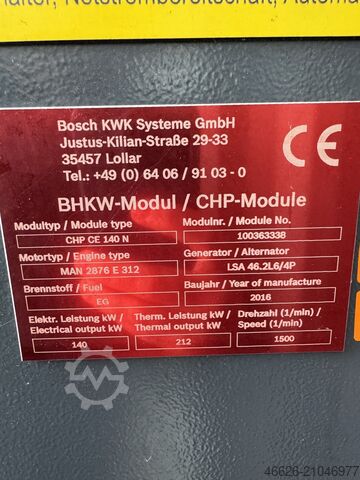 halter, Netzstrombereitschaft, Automa
Bosch KWK Systeme GmbH
Justus-Kilian-Straße 29-33
35457 Lollar
Tel.: +49 (0) 64 06 / 91 03 - 0
CE
BHKW-Modul / CHP-Module
Modultyp / Module type
Modulnr. / Module No.
CHP CE 140 N
100363338
Motortyp / Engine type
Generator / Alternator
MAN 2876 E 312
LSA 46.2L6/4P
Brennstoff / Fuel
Baujahr / Year of manufacture
EG
2016
Elektr. Leistung kW / Therm. Leistung kW / Drehzahl (1/min) /
Electrical output kW Thermal output kW Speed (1/min)
140 212 1500
46626-21046977